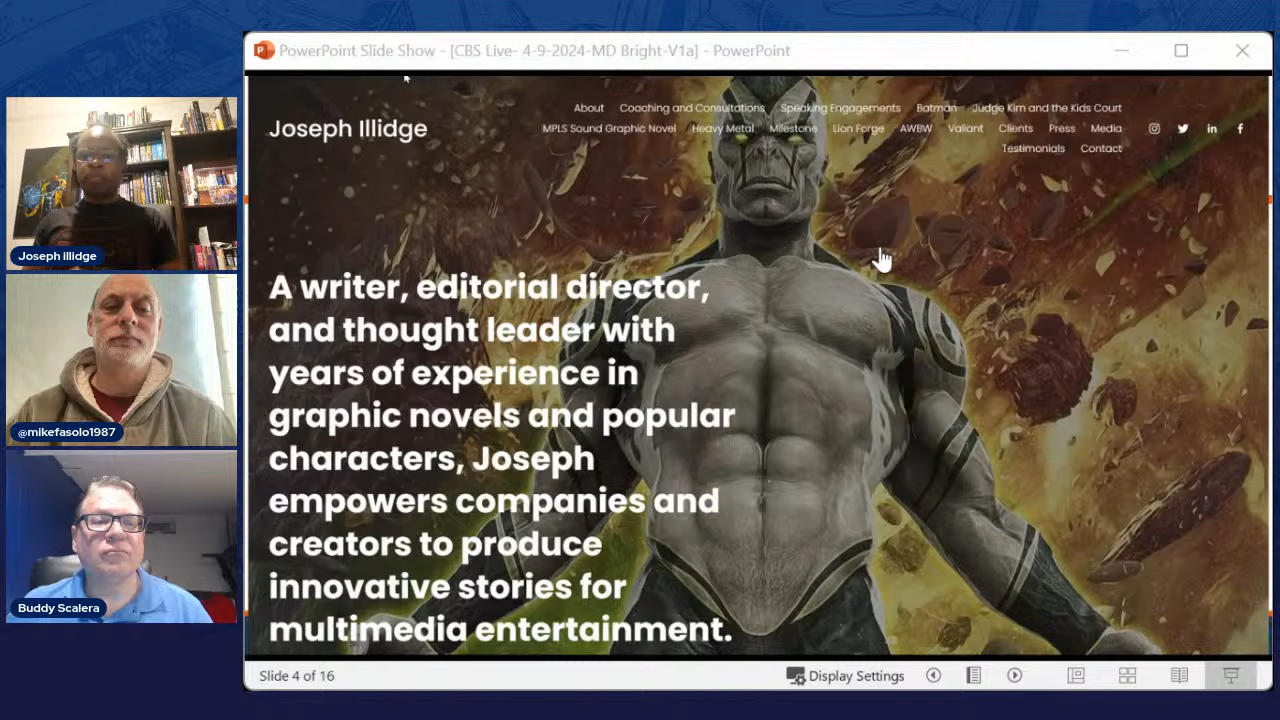 PowerPoint Slide Show - [CBS Live- 4-9-2024-MD Bright-V1a] - PowerPoint
Joseph Illidge
About Coaching and Consultations Speaking Engagements Batman Judge Kim and the Kids Court
MPLS Sound Graphic Novel Heavy Metal Milestone Lion Forge AWBW Valiant Clients Press Media
Testimonials Contact
A writer, editorial director,
and thought leader with
years of experience in
graphic novels and popular
characters, Joseph
empowers companies and
creators to produce
innovative stories for
multimedia entertainment.
Slide 4 of 16
Display Settings
Joseph illidge
@mikefasolo1987
Buddy Scalera